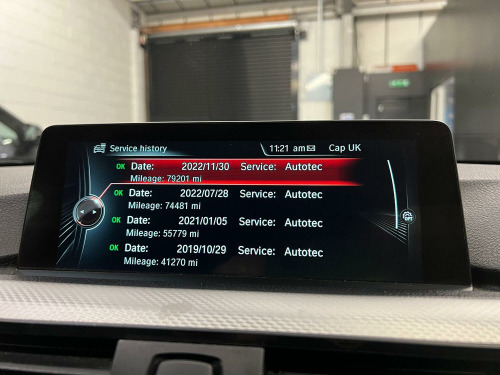 Service history 11:21 am Cap UK
OK Date: 2022/11/30 Service: Autotec
Mileage: 79201 mi
OK Date: 2022/07/28 Service: Autotec
Mileage: 74481 mi
OK Date: 2021/01/05 Service: Autotec
Mileage: 55779 mi
OK Date: 2019/10/29 Service: Autotec
Mileage: 41270 mi